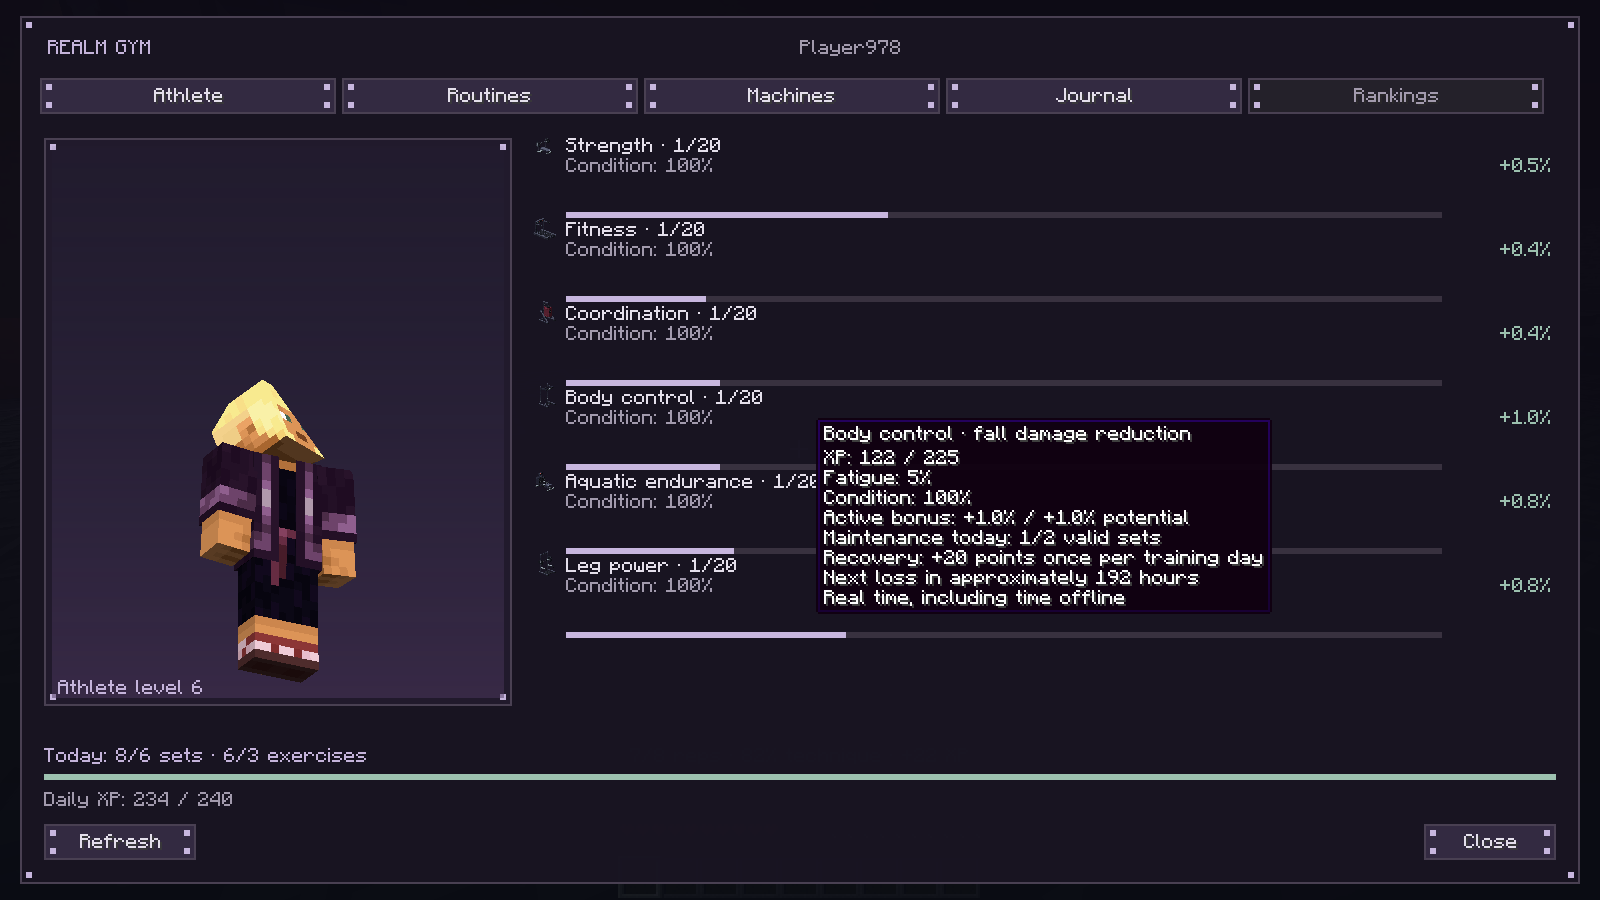 REALM GYM
Player978
Athlete
Routines
Machines
Journal
Rankings
Strength · 1/20
Condition: 100%
+0.5%
Fitness · 1/20
Condition: 100%
+0.4%
Coordination · 1/20
Condition: 100%
+0.4%
Body control · 1/20
Condition: 100%
+1.0%
Aquatic endurance · 1/20
Condition: 100%
+0.8%
Leg power · 1/20
Condition: 100%
+0.8%
Body control · fall damage reduction
XP: 122 / 225
Fatigue: 5%
Condition: 100%
Active bonus: +1.0% / +1.0% potential
Maintenance today: 1/2 valid sets
Recovery: +20 points once per training day
Next loss in approximately 192 hours
Real time, including time offline
Athlete level 6
Today: 8/6 sets · 6/3 exercises
Daily XP: 234 / 240
Refresh
Close